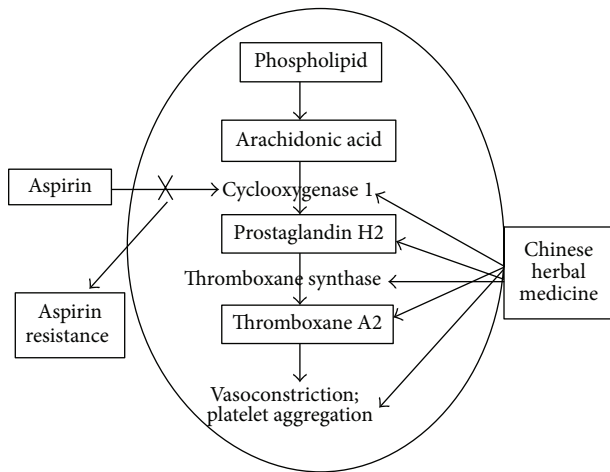 Phospholipid
Arachidonic acid
Aspirin
Cyclooxygenase 1
Prostaglandin H2
Chinese
herbal
medicine
Thromboxane synthase
Aspirin
resistance
Thromboxane A2
Vasoconstriction;
platelet aggregation